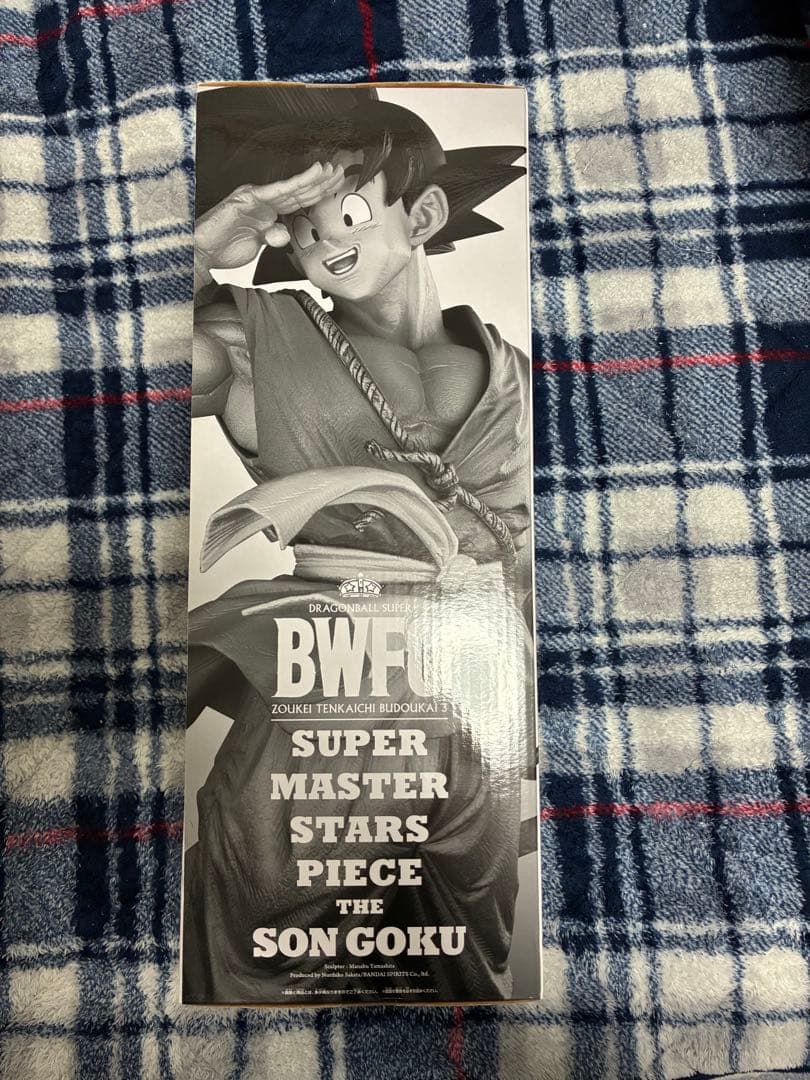 DRAGONBALL SUPER
BWFC
ZOUKEI TENKAICHI BUDOUKAI 3
SUPER
MASTER
STARS
PIECE
THE
SON GOKU
Sculptor : Manabu Yamashita
Produced by Norihiko Sakata/BANDAI SPIRITS Co., ltd.